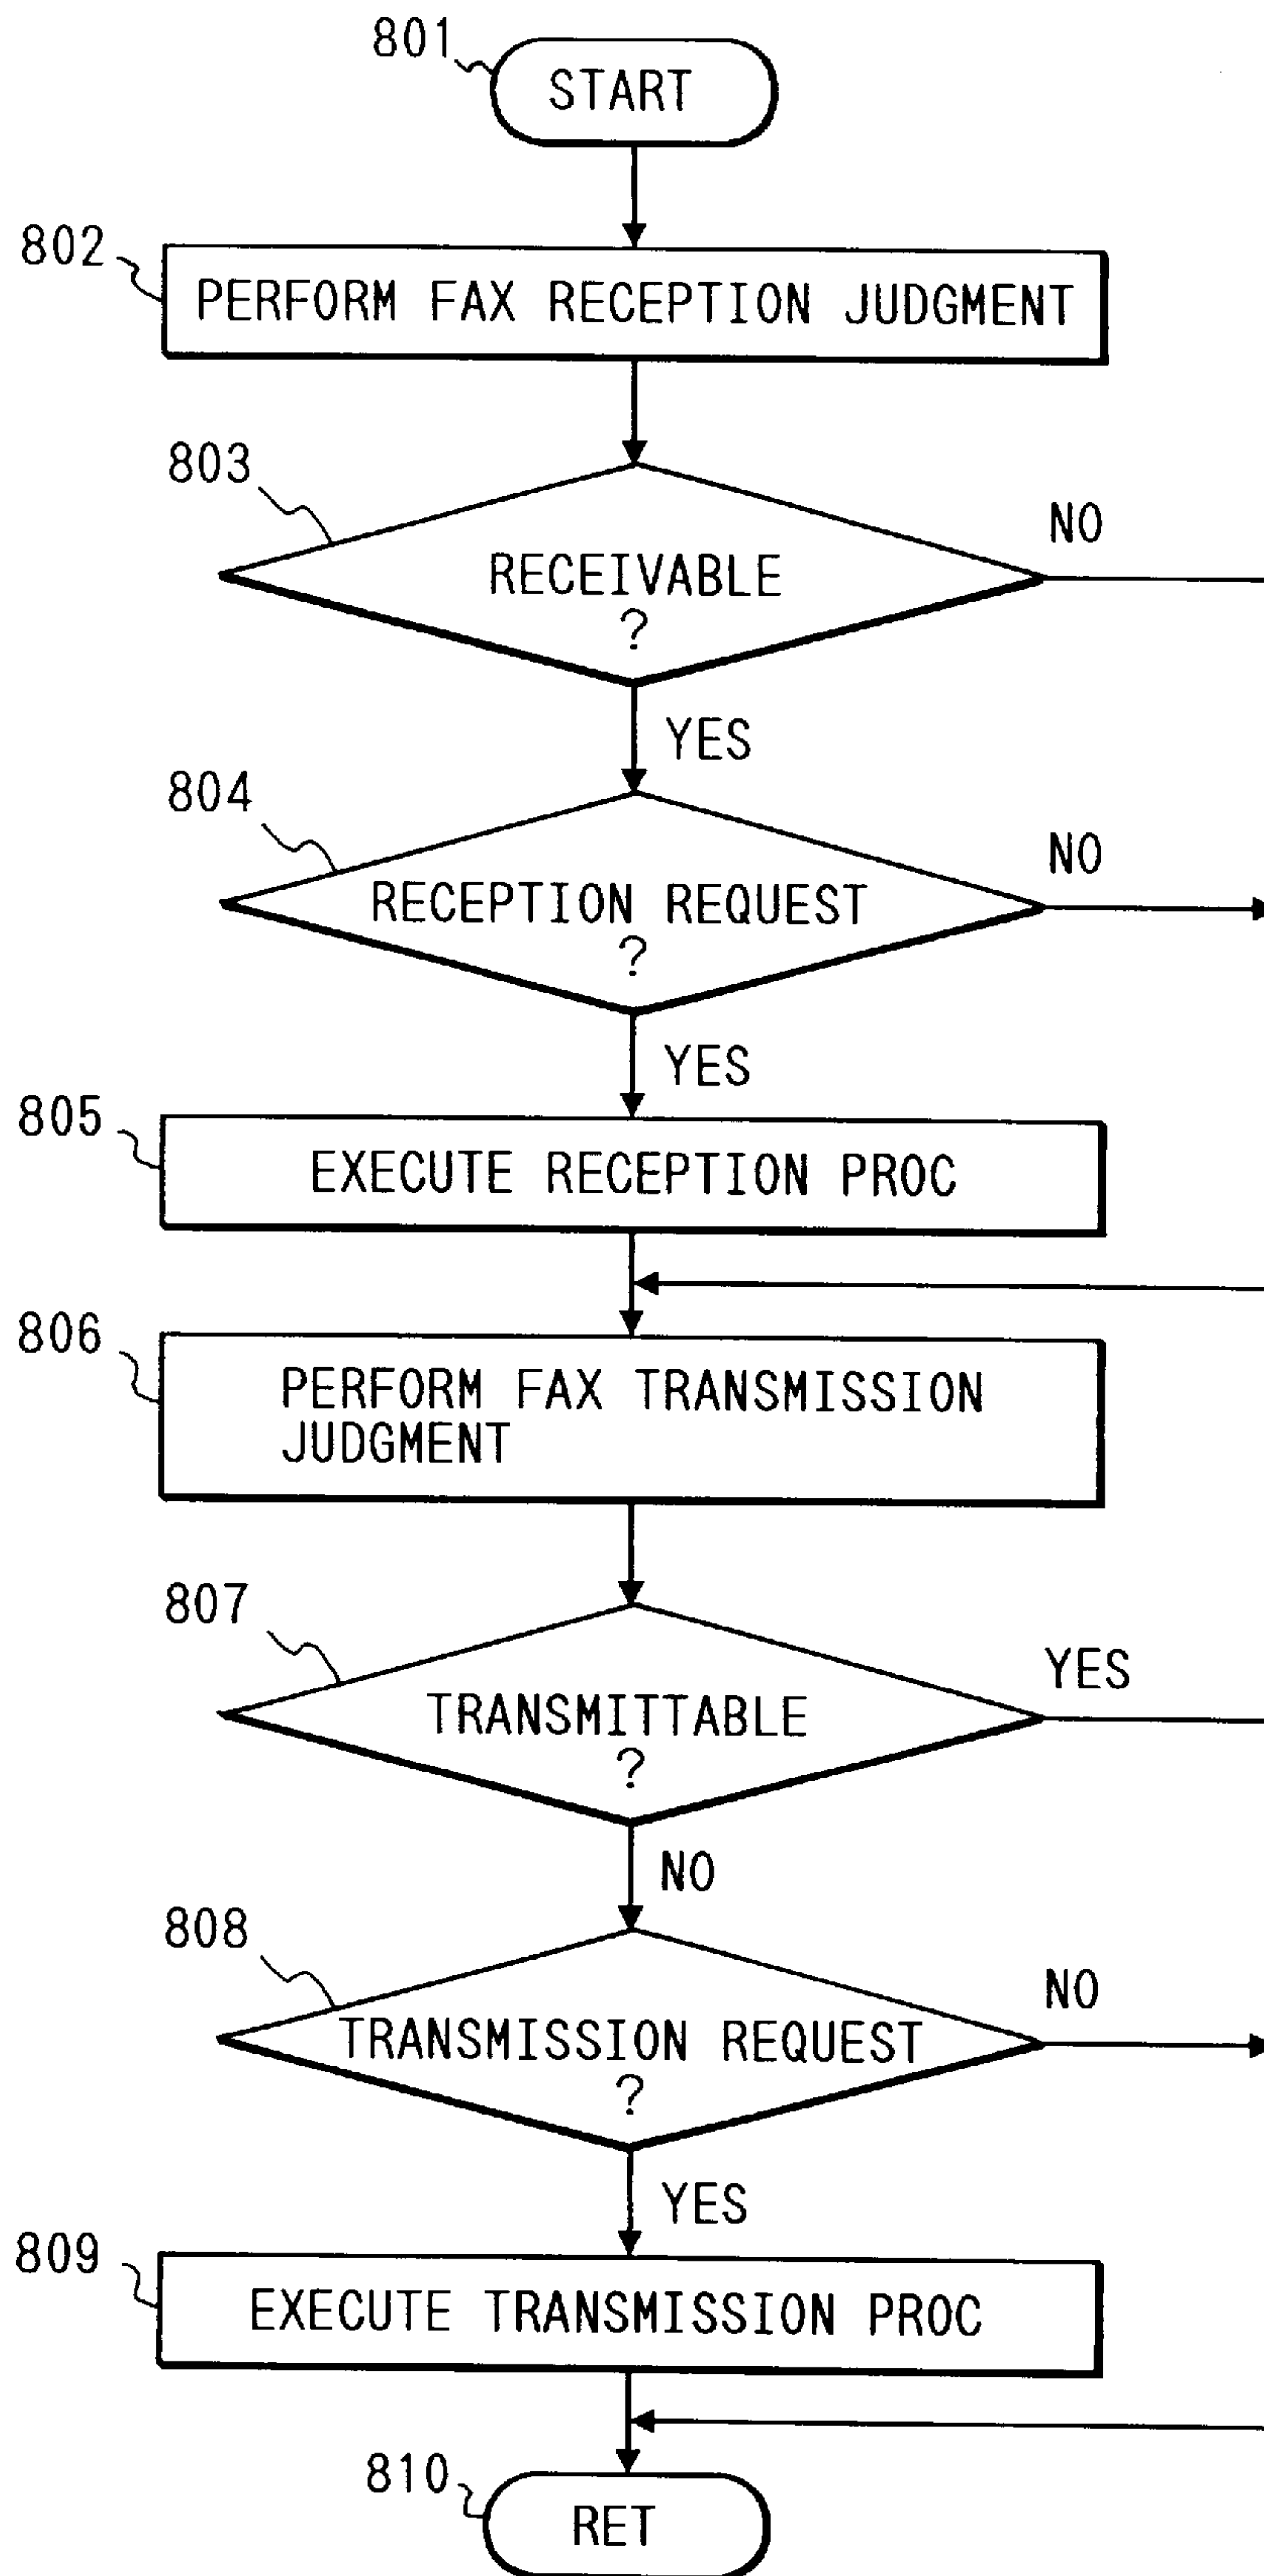 801
START
802
PERFORM FAX RECEPTION JUDGMENT
803
NO
RECEIVABLE
?
YES
804
NO
RECEPTION REQUEST
?
YES
805
EXECUTE RECEPTION PROC
806
PERFORM FAX TRANSMISSION
JUDGMENT
807
YES
TRANSMITTABLE
?
NO
808
NO
TRANSMISSION REQUEST
?
YES
809
EXECUTE TRANSMISSION PROC
810
RET